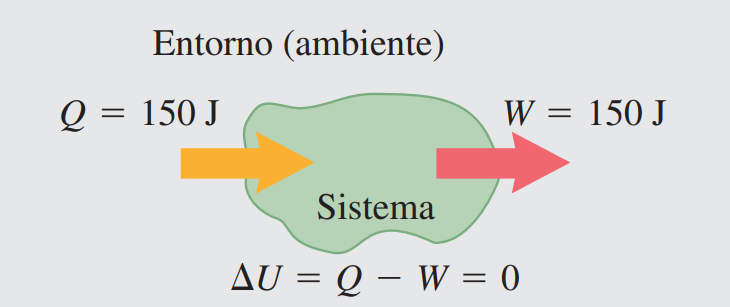 Entorno (ambiente)
Q = 150 J
W = 150 J
Sistema
ΔU = Q − W = 0